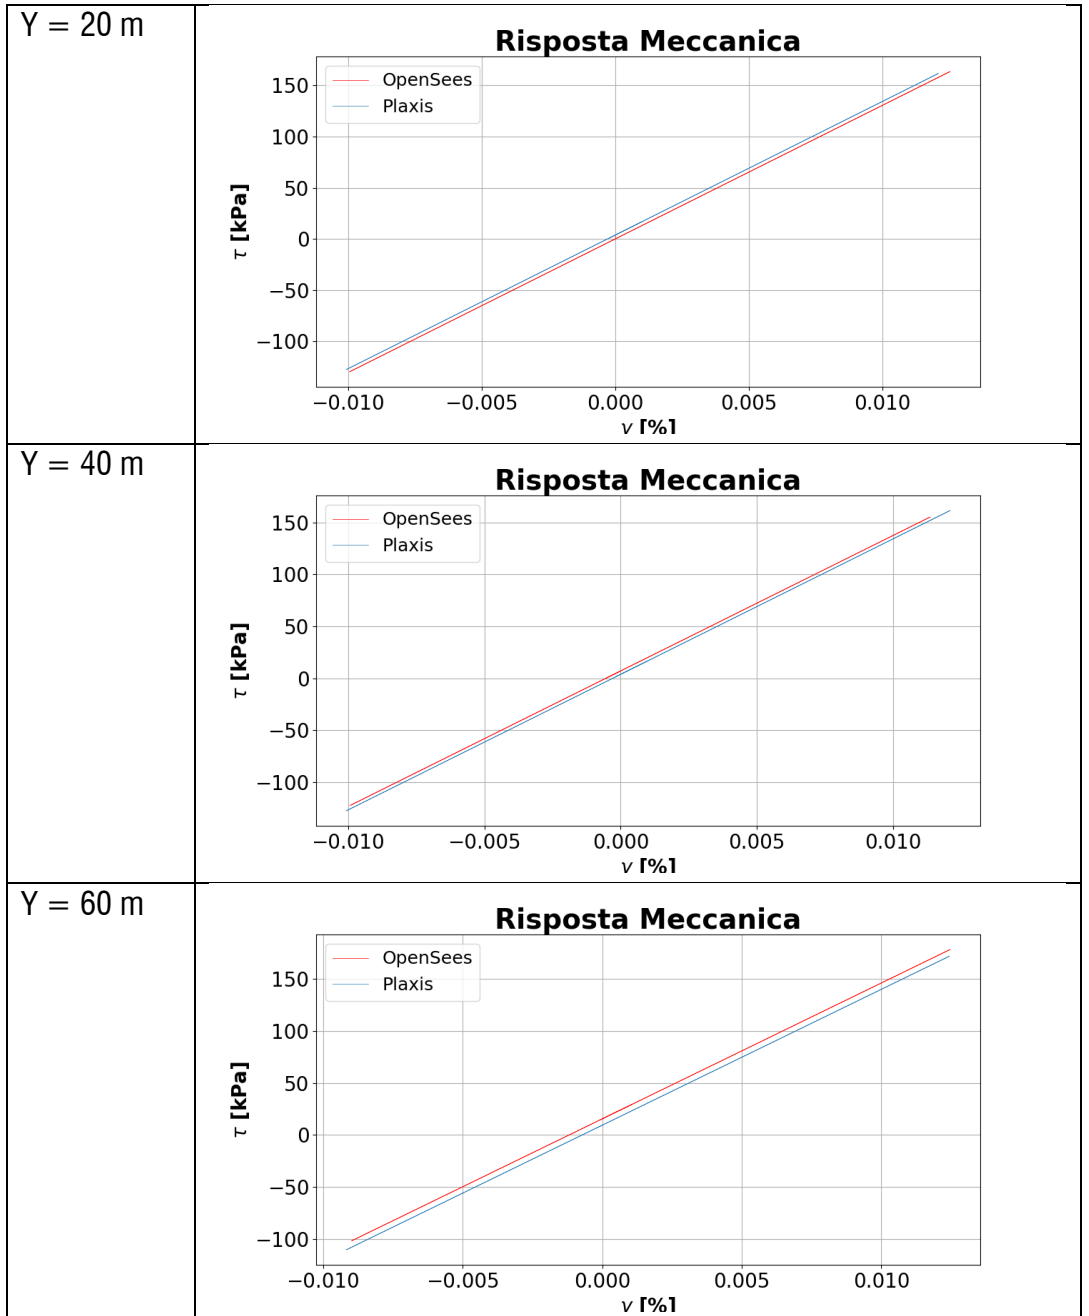 Y = 20 m
Risposta Meccanica
OpenSees
Plaxis
150
100
50
0
−50
−100
τ [kPa]
−0.010 −0.005 0.000 0.005 0.010
γ [%]
Y = 40 m
Risposta Meccanica
OpenSees
Plaxis
150
100
50
0
−50
−100
τ [kPa]
−0.010 −0.005 0.000 0.005 0.010
γ [%]
Y = 60 m
Risposta Meccanica
OpenSees
Plaxis
150
100
50
0
−50
−100
τ [kPa]
−0.010 −0.005 0.000 0.005 0.010
γ [%]